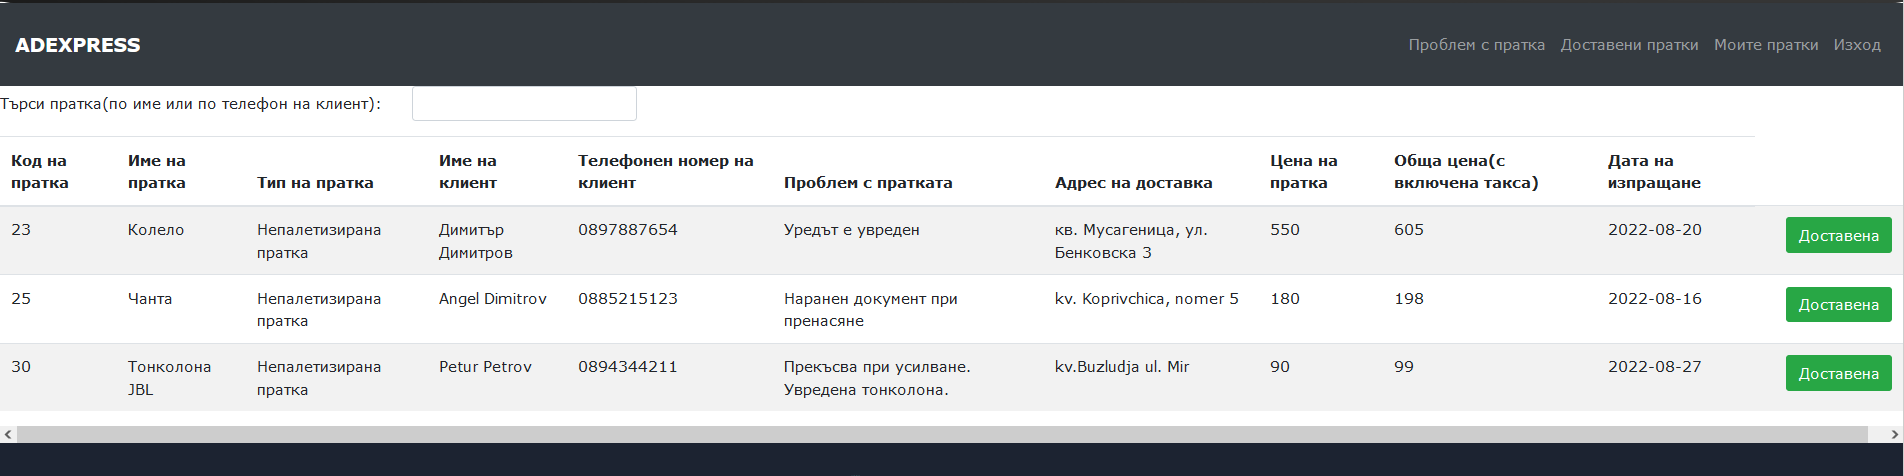 ADEXPRESS
Проблем с пратка Доставени пратки Моите пратки Изход
Търси пратка(по име или по телефон на клиент):
Код на пратка Име на пратка Тип на пратка Име на клиент Телефонен номер на клиент Проблем с пратката Адрес на доставка Цена на пратка Обща цена(с включена такса) Дата на изпращане
23 Колело Непалетизирана пратка Димитър Димитров 0897887654 Уредът е увреден кв. Мусагеница, ул. Бенковска 3 550 605 2022-08-20 Доставена
25 Чанта Непалетизирана пратка Angel Dimitrov 0885215123 Наранен документ при пренасяне kv. Koprivchica, nomer 5 180 198 2022-08-16 Доставена
30 Тонколона JBL Непалетизирана пратка Petur Petrov 0894344211 Прекъсва при усилване. Увредена тонколона. kv.Buzludja ul. Mir 90 99 2022-08-27 Доставена